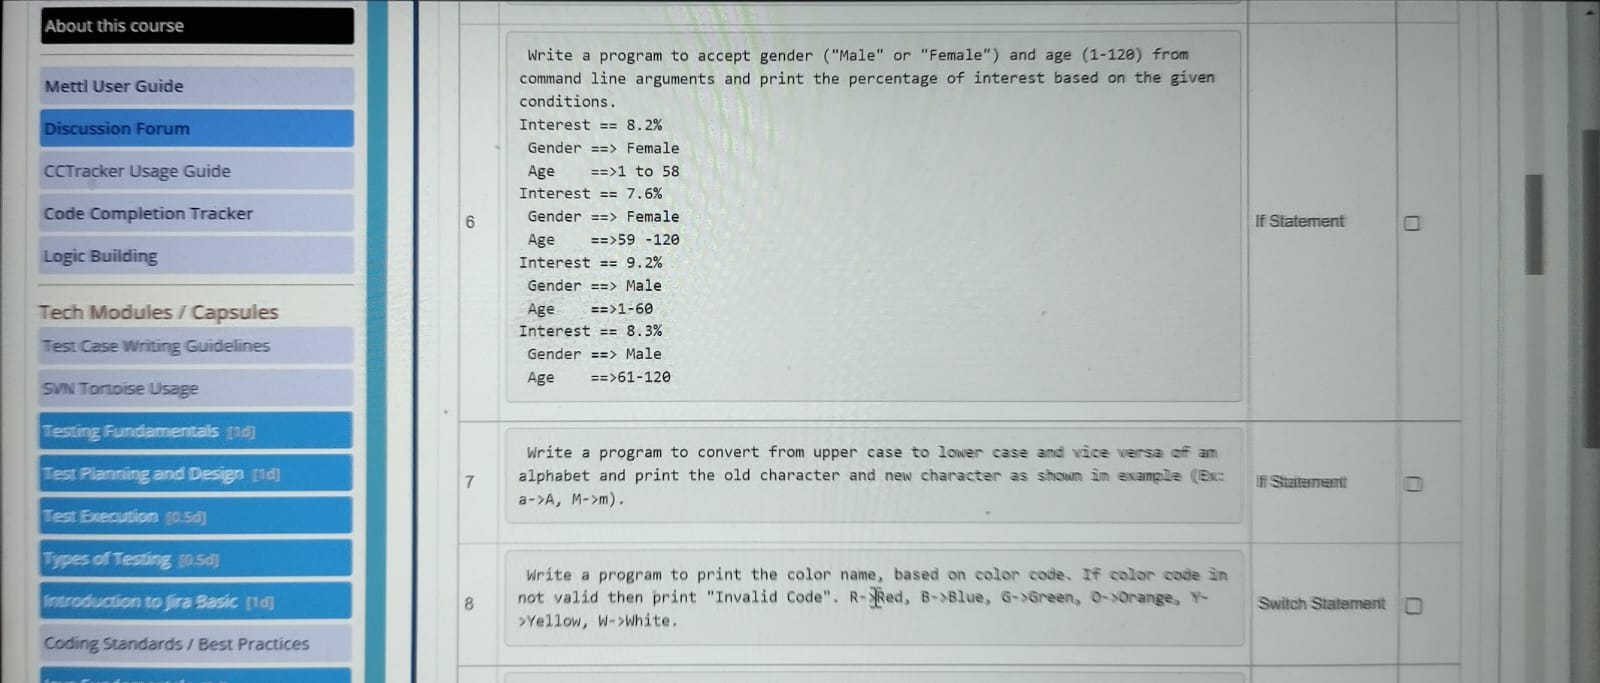 About this course
Mettl User Guide
Discussion Forum
CCTracker Usage Guide
Code Completion Tracker
Logic Building
Tech Modules / Capsules
Test Case Writing Guidelines
SVN Tortoise Usage
Testing Fundamentals [1d]
Test Planning and Design [1d]
Test Execution [0.5d]
Types of Testing [0.5d]
Introduction to Jira Basic [1d]
Coding Standards / Best Practices
6
Write a program to accept gender ("Male" or "Female") and age (1-120) from
command line arguments and print the percentage of interest based on the given
conditions.
Interest == 8.2%
Gender ==> Female
Age ==>1 to 58
Interest == 7.6%
Gender ==> Female
Age ==>59 -120
Interest == 9.2%
Gender ==> Male
Age ==>1-60
Interest == 8.3%
Gender ==> Male
Age ==>61-120
If Statement
7
Write a program to convert from upper case to lower case and vice versa of an
alphabet and print the old character and new character as shown in example (Ex:
a->A, M->m).
If Statement
8
Write a program to print the color name, based on color code. If color code in
not valid then print "Invalid Code". R->Red, B->Blue, G->Green, O->Orange, Y-
>Yellow, W->White.
Switch Statement